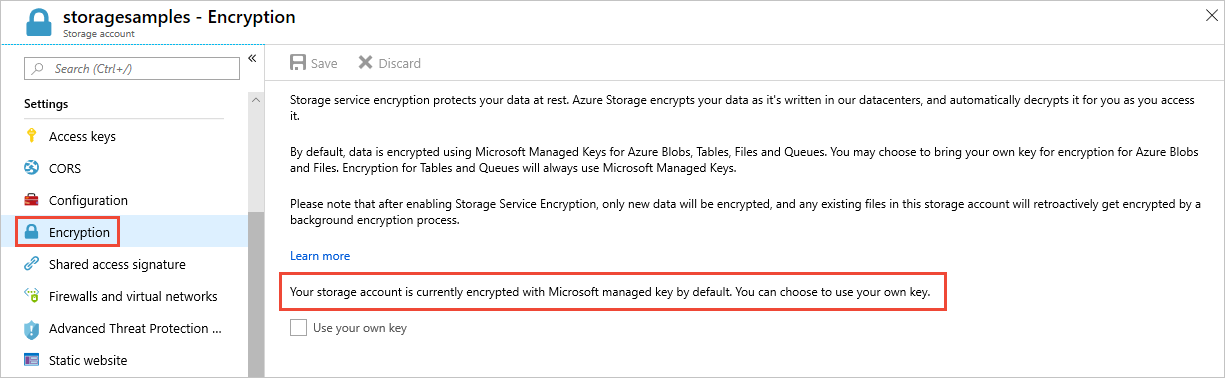 storagesamples - Encryption
Storage account
Search (Ctrl+/)
Settings
Access keys
CORS
Configuration
Encryption
Shared access signature
Firewalls and virtual networks
Advanced Threat Protection ...
Static website
Save
Discard
Storage service encryption protects your data at rest. Azure Storage encrypts your data as it's written in our datacenters, and automatically decrypts it for you as you access
it.
By default, data is encrypted using Microsoft Managed Keys for Azure Blobs, Tables, Files and Queues. You may choose to bring your own key for encryption for Azure Blobs
and Files. Encryption for Tables and Queues will always use Microsoft Managed Keys.
Please note that after enabling Storage Service Encryption, only new data will be encrypted, and any existing files in this storage account will retroactively get encrypted by a
background encryption process.
Learn more
Your storage account is currently encrypted with Microsoft managed key by default. You can choose to use your own key.
Use your own key